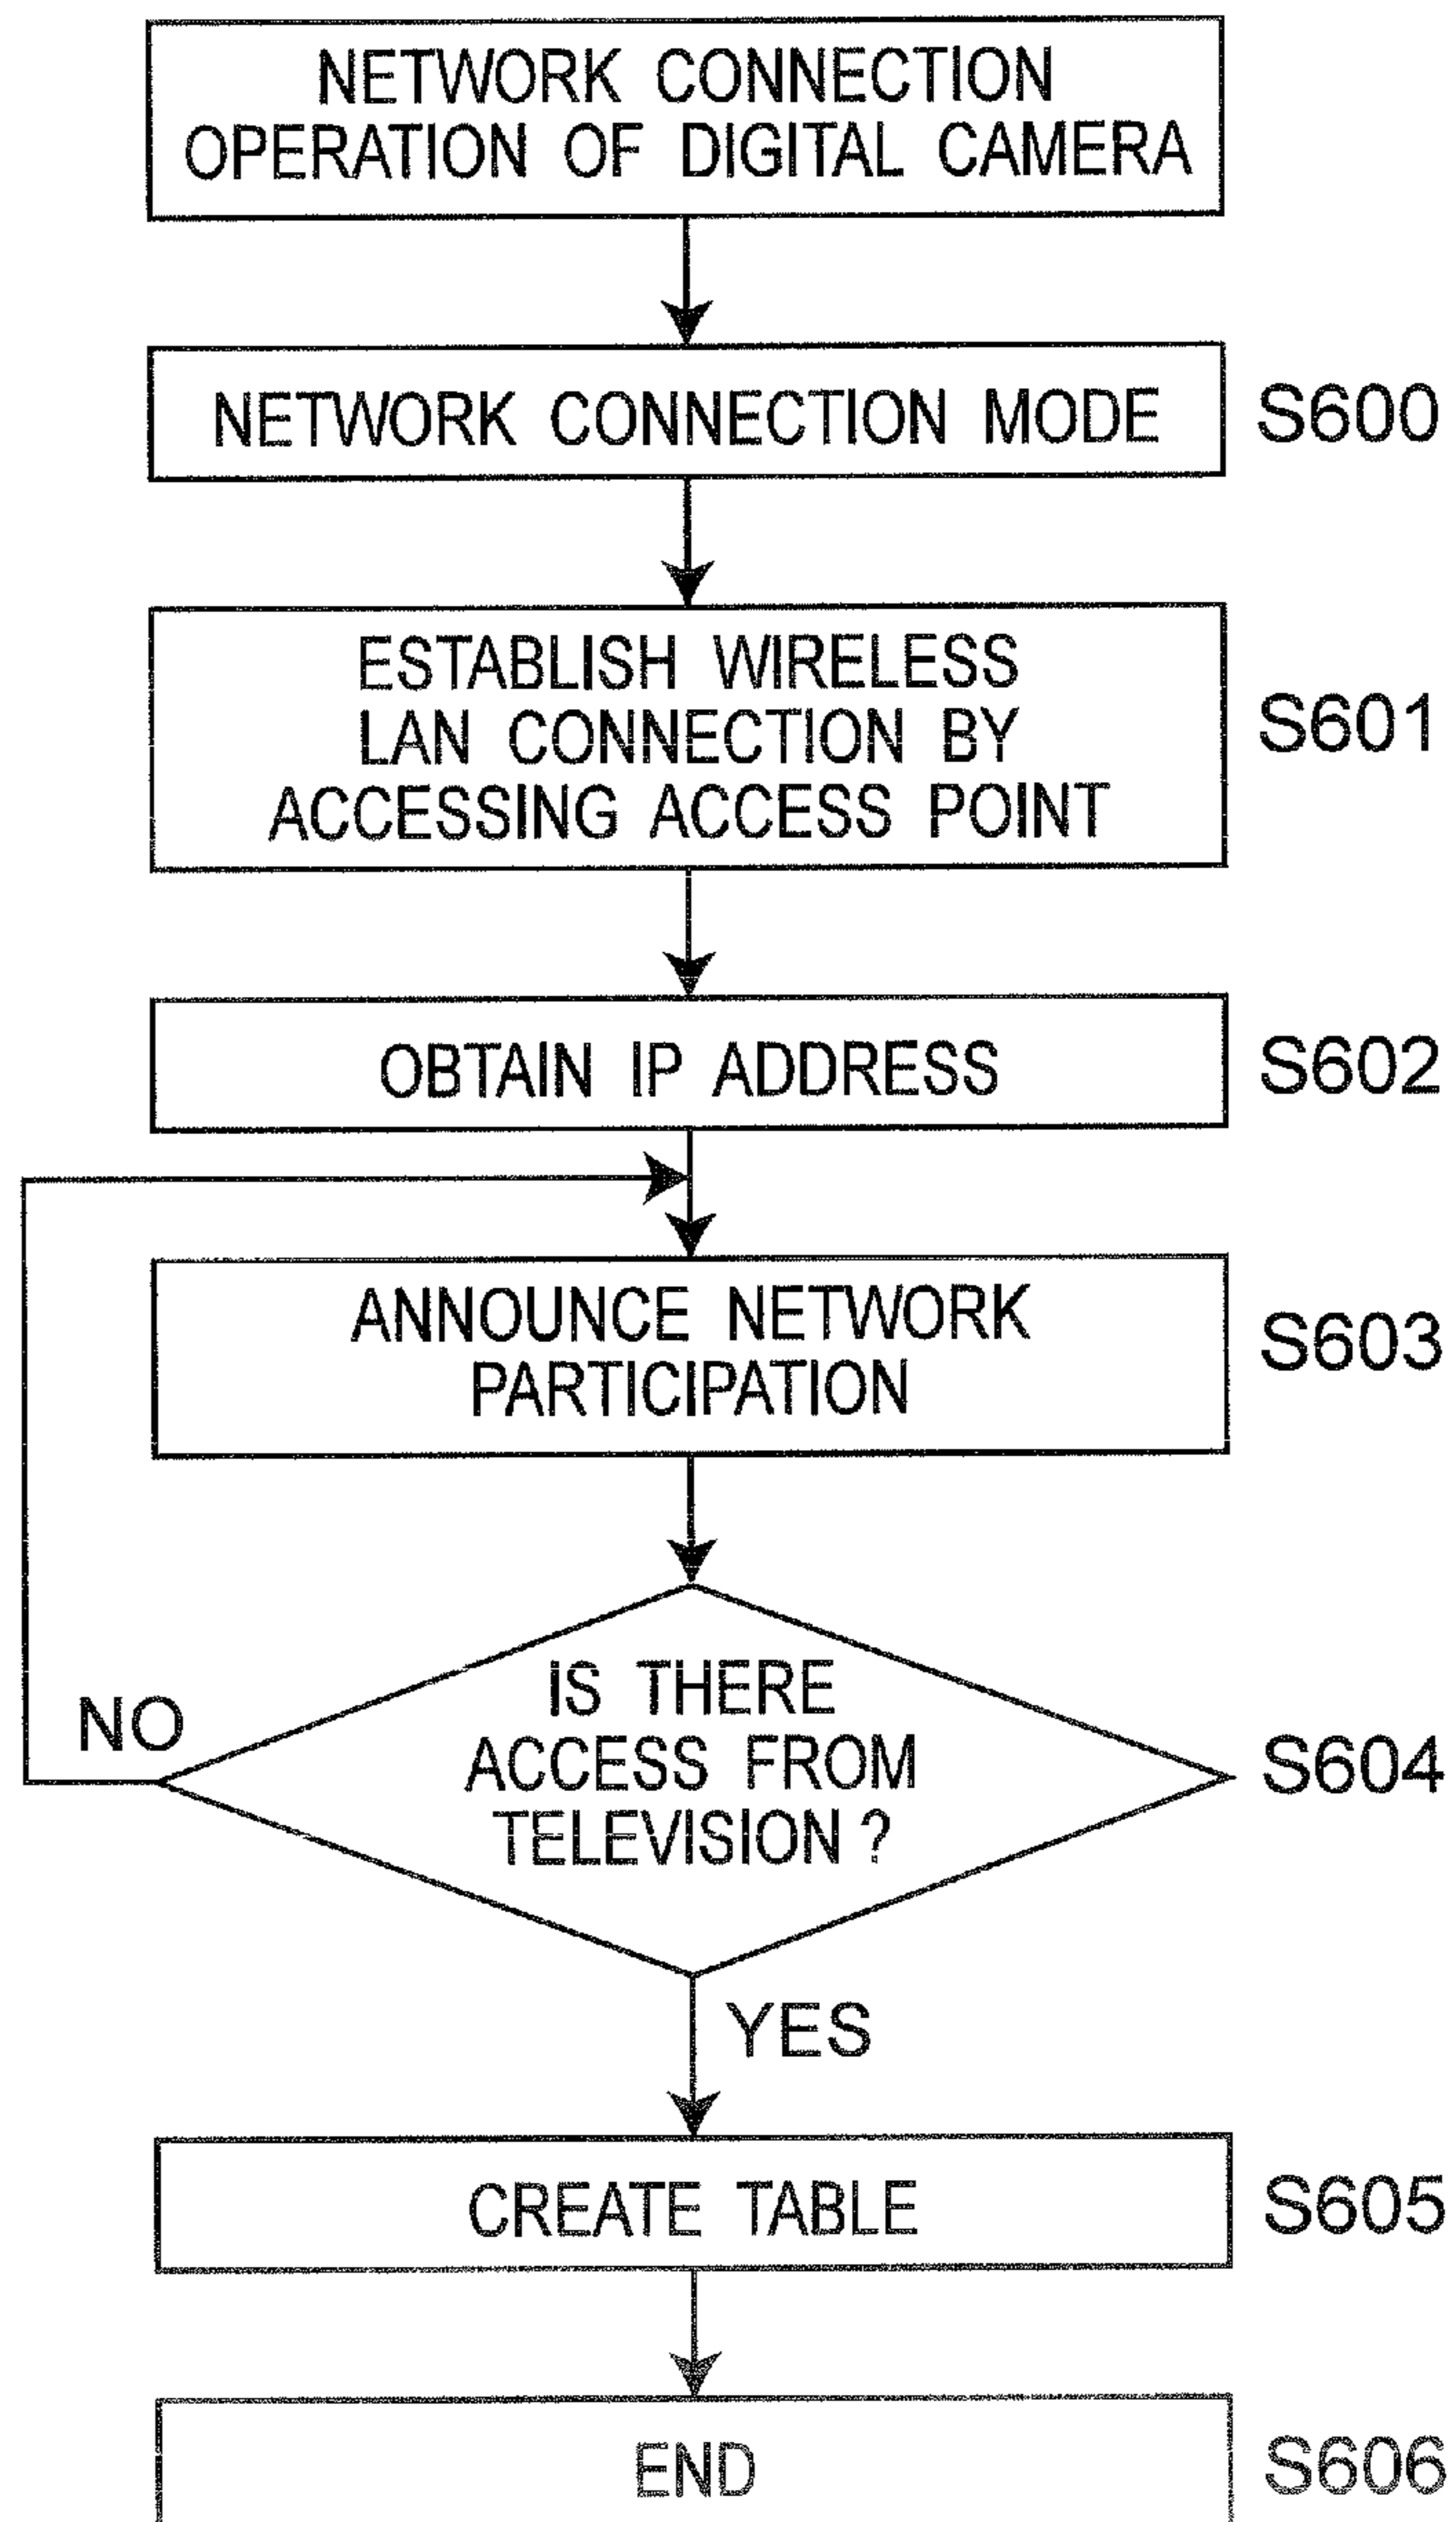 NETWORK CONNECTION
OPERATION OF DIGITAL CAMERA
NETWORK CONNECTION MODE
S600
ESTABLISH WIRELESS
LAN CONNECTION BY
ACCESSING ACCESS POINT
S601
OBTAIN IP ADDRESS
S602
ANNOUNCE NETWORK
PARTICIPATION
S603
IS THERE
ACCESS FROM
TELEVISION ?
S604
NO
YES
CREATE TABLE
S605
END
S606